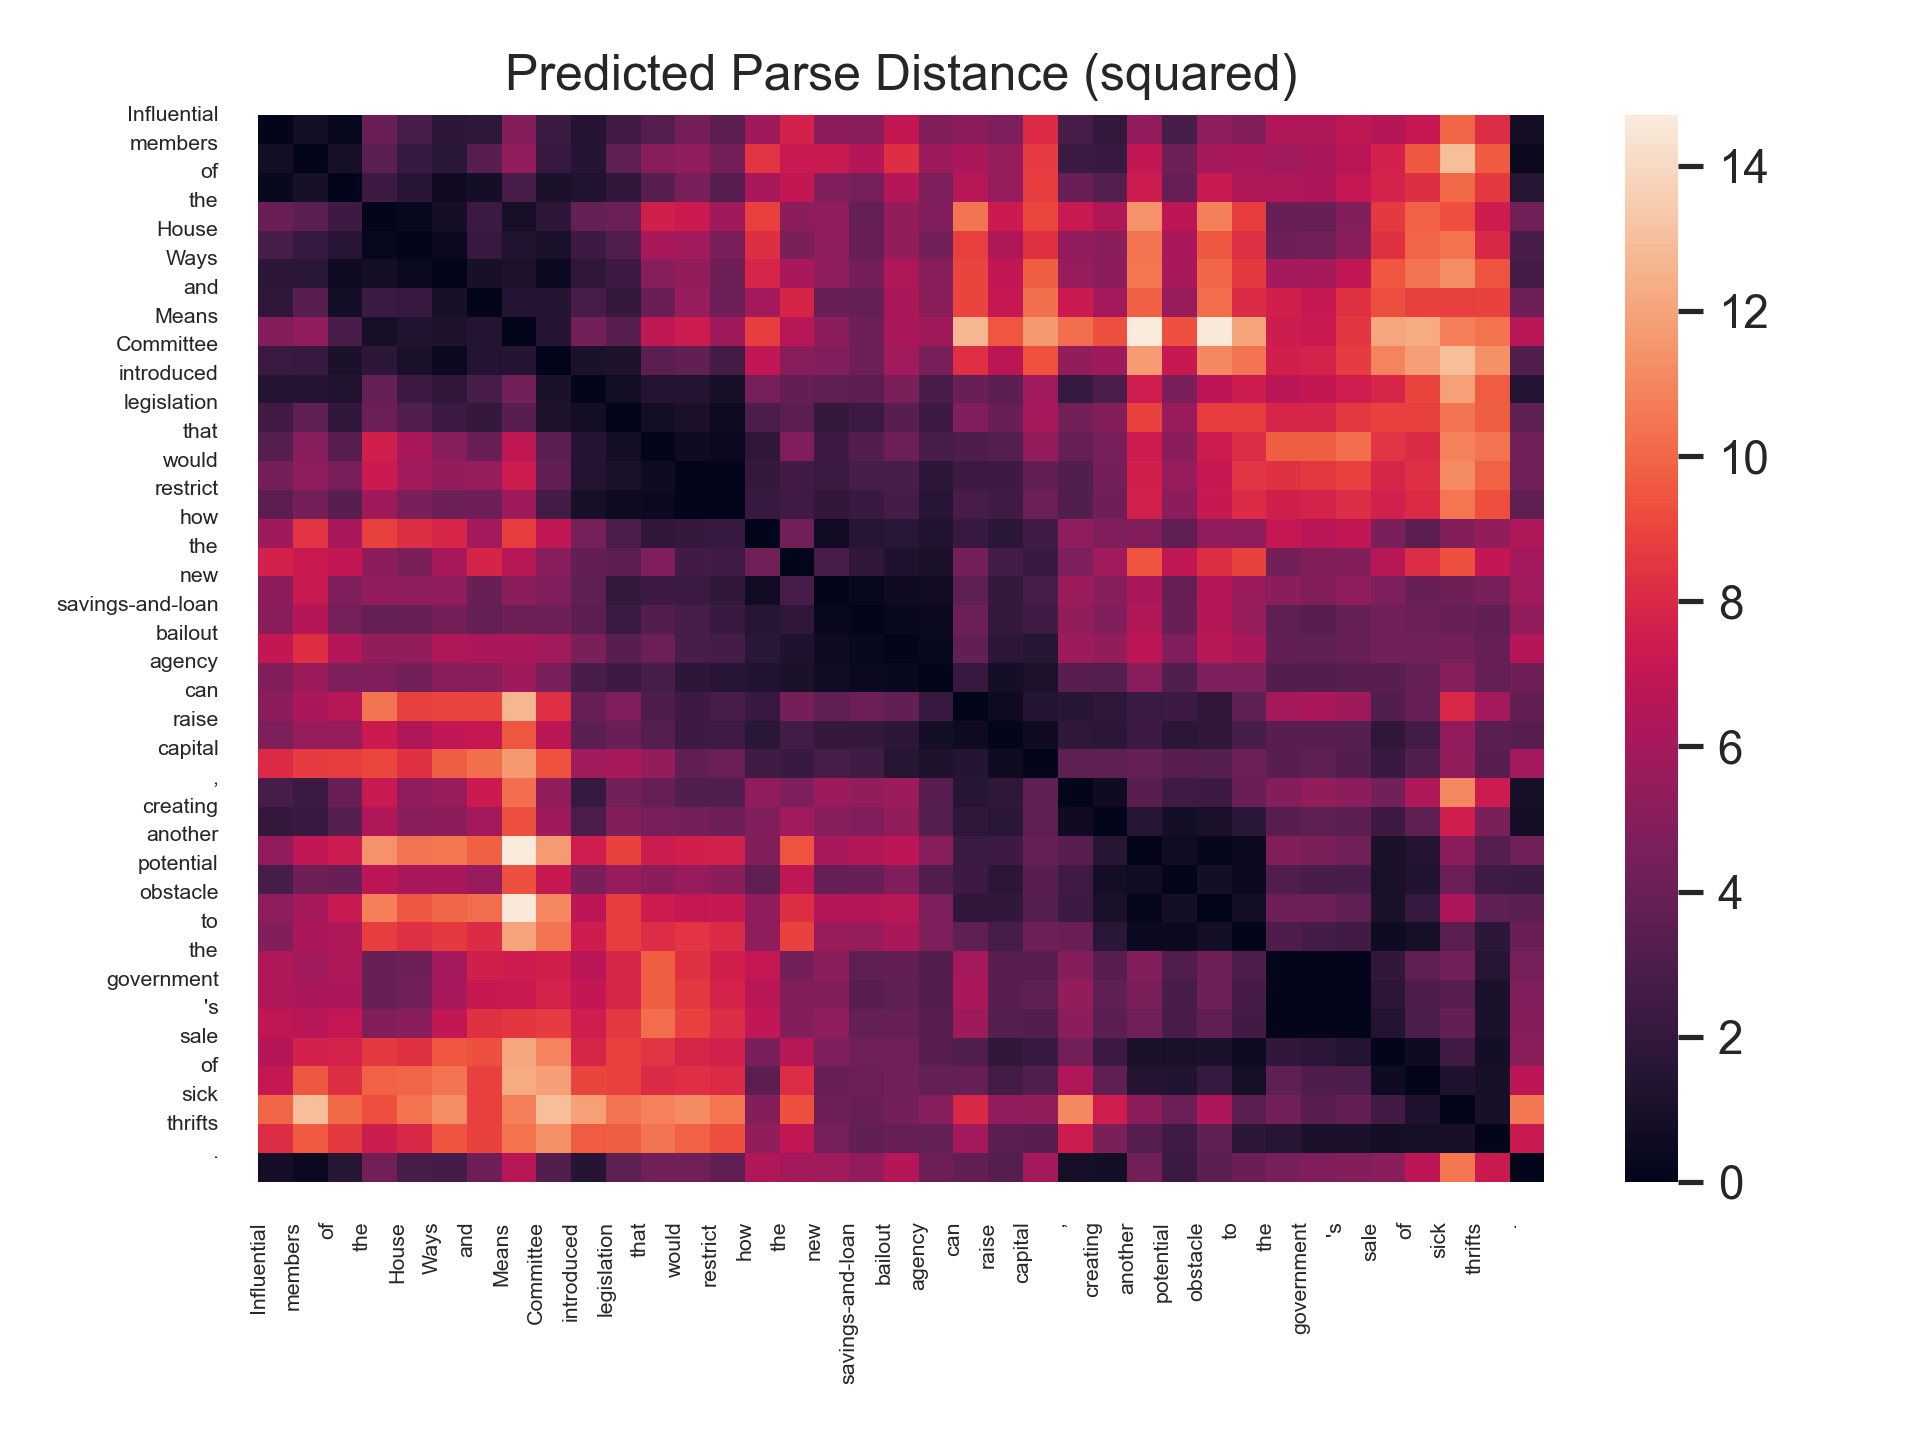 Predicted Parse Distance (squared)
Influential
members
of
the
House
Ways
and
Means
Committee
introduced
legislation
that
would
restrict
how
the
new
savings-and-loan
bailout
agency
can
raise
capital
,
creating
another
potential
obstacle
to
the
government
's
sale
of
sick
thrifts
.
14
12
10
8
6
4
2
0
Influential
members
of
the
House
Ways
and
Means
Committee
introduced
legislation
that
would
restrict
how
the
new
savings-and-loan
bailout
agency
can
raise
capital
,
creating
another
potential
obstacle
to
the
government
's
sale
of
sick
thrifts
.